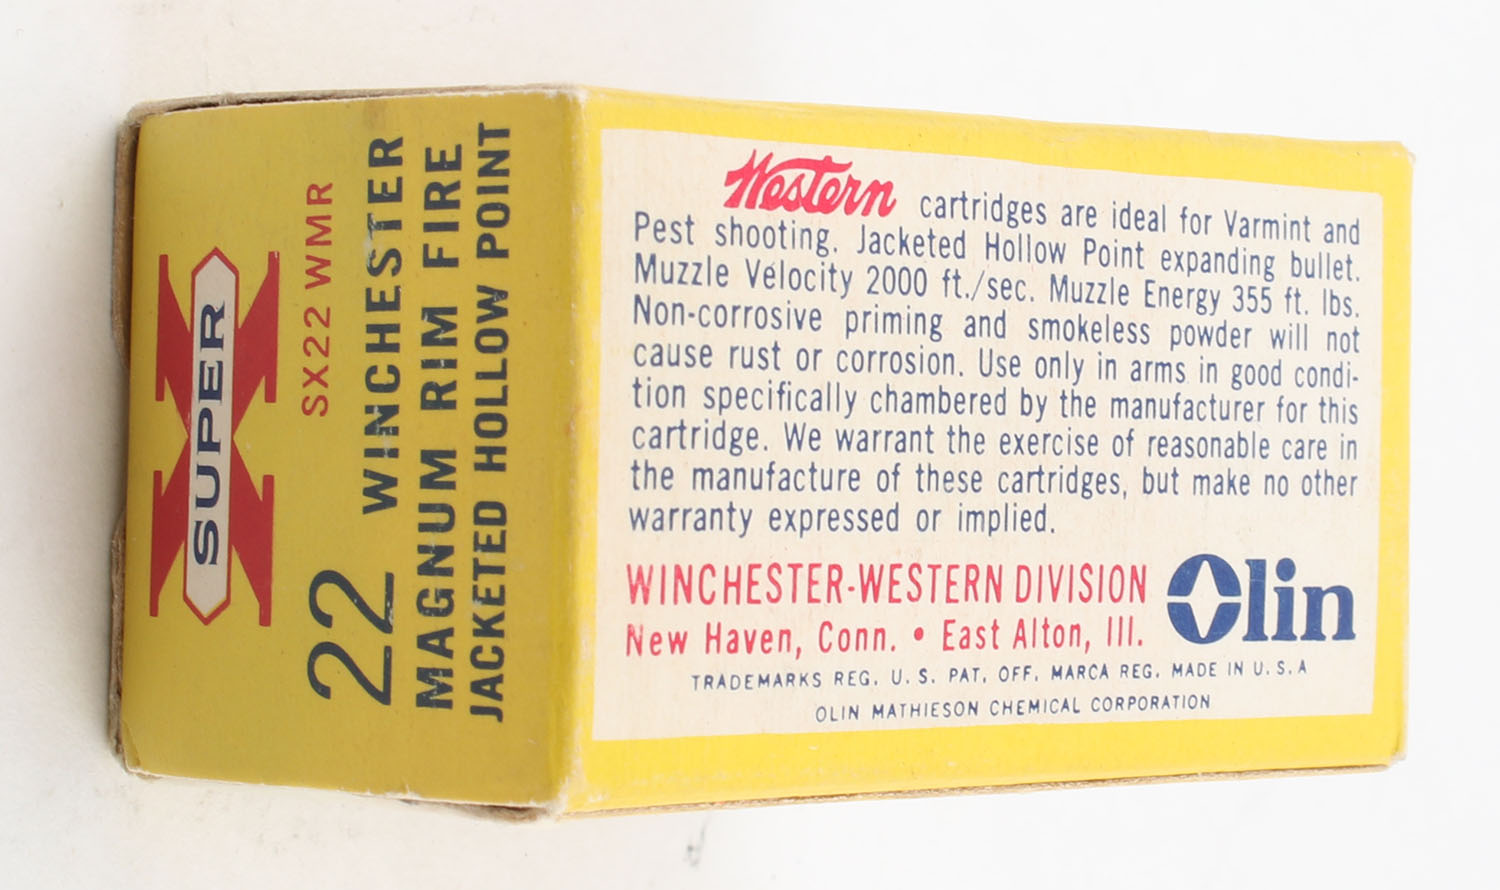 SUPER X
SX22 WMR
22 WINCHESTER
MAGNUM RIM FIRE
JACKETED HOLLOW POINT
Western cartridges are ideal for Varmint and
Pest shooting. Jacketed Hollow Point expanding bullet.
Muzzle Velocity 2000 ft./sec. Muzzle Energy 355 ft. lbs.
Non-corrosive priming and smokeless powder will not
cause rust or corrosion. Use only in arms in good condi-
tion specifically chambered by the manufacturer for this
cartridge. We warrant the exercise of reasonable care in
the manufacture of these cartridges, but make no other
warranty expressed or implied.
WINCHESTER-WESTERN DIVISION
New Haven, Conn. • East Alton, Ill.
Olin
TRADEMARKS REG. U. S. PAT. OFF. MARCA REG. MADE IN U. S. A
OLIN MATHIESON CHEMICAL CORPORATION